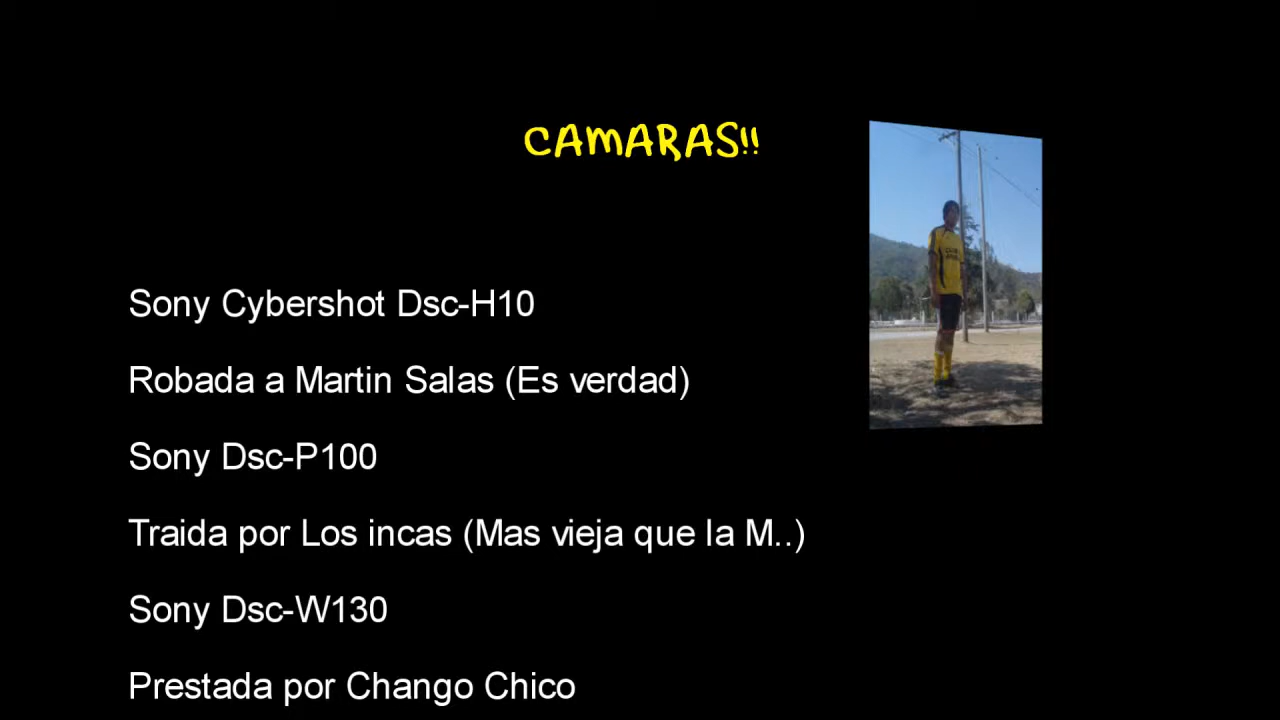 CAMARAS!!
Sony Cybershot Dsc-H10
Robada a Martin Salas (Es verdad)
Sony Dsc-P100
Traida por Los incas (Mas vieja que la M..)
Sony Dsc-W130
Prestada por Chango Chico